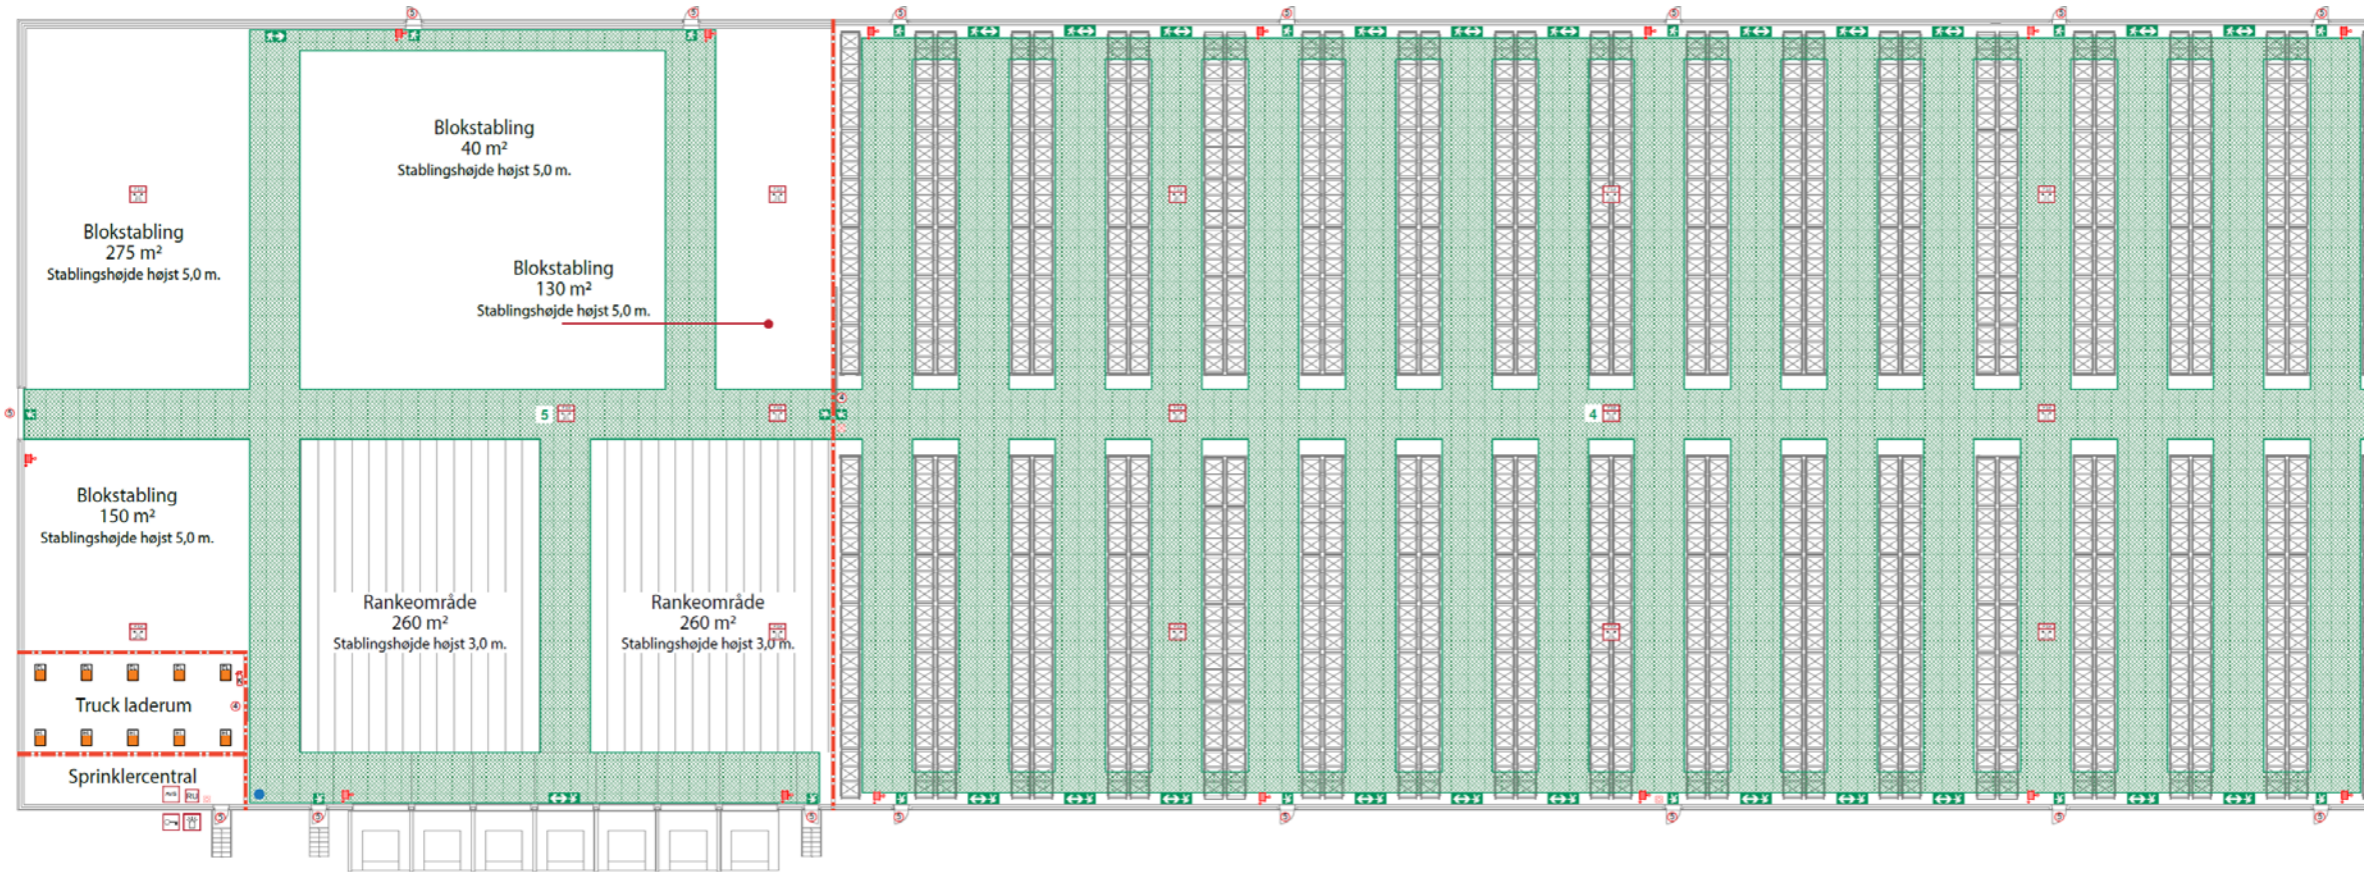 Blokstabling
40 m²
Stablingshøjde højst 5,0 m.
Blokstabling
275 m²
Stablingshøjde højst 5,0 m.
Blokstabling
130 m²
Stablingshøjde højst 5,0 m.
5
4
Blokstabling
150 m²
Stablingshøjde højst 5,0 m.
Rankeområde
260 m²
Stablingshøjde højst 3,0 m.
Rankeområde
260 m²
Stablingshøjde højst 3,0 m.
Truck laderum
4
Sprinklercentral
RU